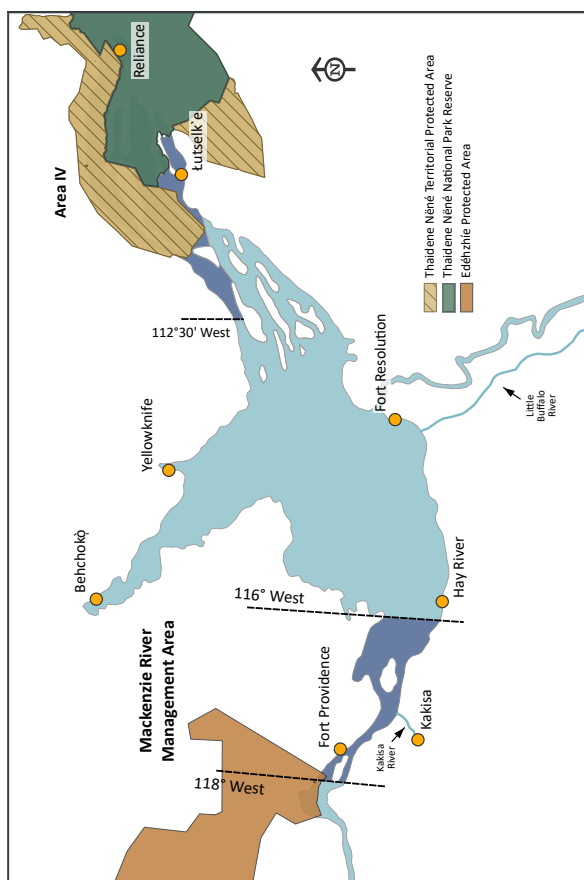 Reliance
Łutselk`e
Area IV
N
112°30' West
Thaidene Nëné Territorial Protected Area
Thaidene Nëné National Park Reserve
Edéhzhíe Protected Area
Yellowknife
Fort Resolution
Little
Buffalo
River
Behchokǫ̀
Hay River
116° West
Mackenzie River
Management Area
Fort Providence
Kakisa
River
Kakisa
118° West